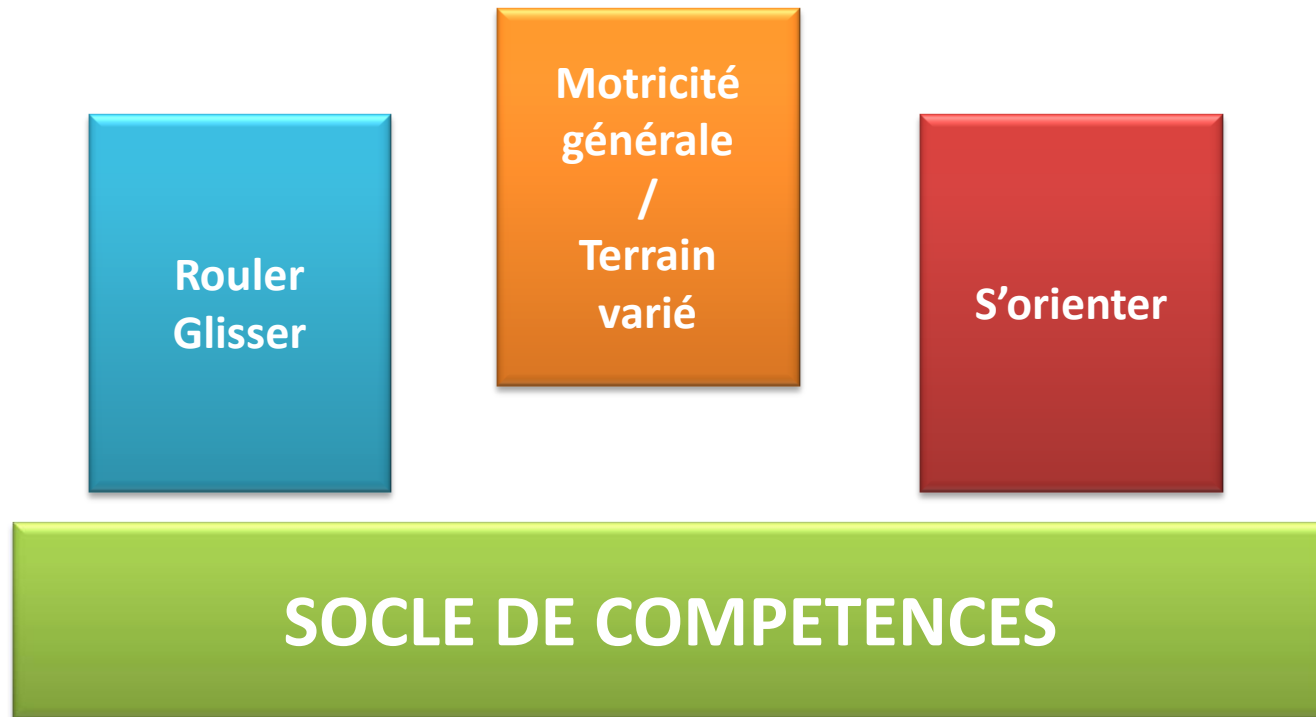 Motricité
générale
/
Terrain
varié
Rouler
Glisser
S’orienter
SOCLE DE COMPETENCES